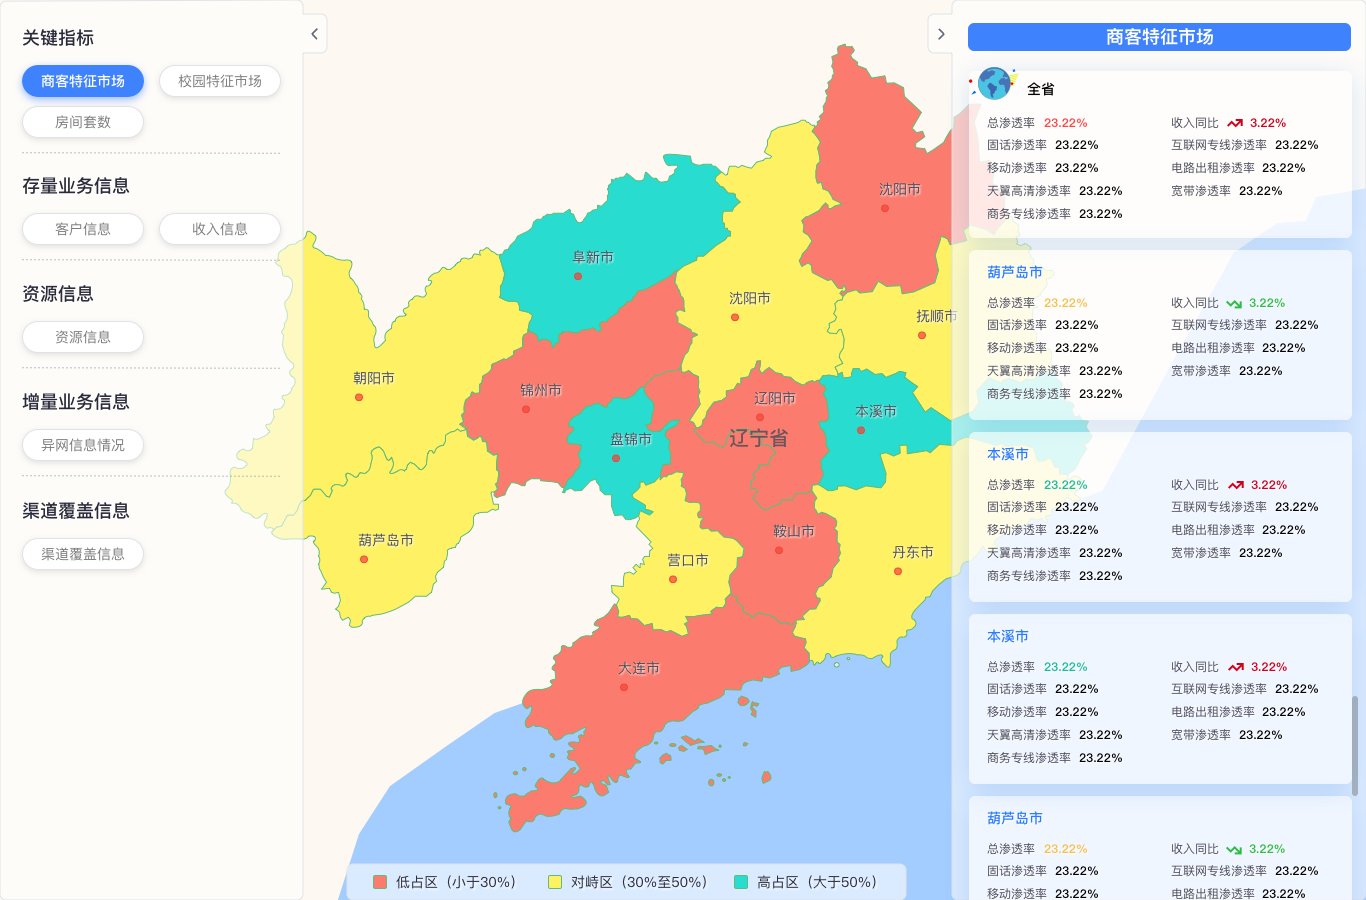 关键指标
商客特征市场
校园特征市场
房间套数
存量业务信息
客户信息
收入信息
资源信息
资源信息
增量业务信息
异网信息情况
渠道覆盖信息
渠道覆盖信息
沈阳市
阜新市
沈阳市
抚顺市
朝阳市
锦州市
辽阳市
本溪市
盘锦市
辽宁省
鞍山市
葫芦岛市
营口市
丹东市
大连市
低占区（小于30%）
对峙区（30%至50%）
高占区（大于50%）
商客特征市场
全省
总渗透率 23.22% 收入同比 3.22%
固话渗透率 23.22% 互联网专线渗透率 23.22%
移动渗透率 23.22% 电路出租渗透率 23.22%
天翼高清渗透率 23.22% 宽带渗透率 23.22%
商务专线渗透率 23.22%
葫芦岛市
总渗透率 23.22% 收入同比 3.22%
固话渗透率 23.22% 互联网专线渗透率 23.22%
移动渗透率 23.22% 电路出租渗透率 23.22%
天翼高清渗透率 23.22% 宽带渗透率 23.22%
商务专线渗透率 23.22%
本溪市
总渗透率 23.22% 收入同比 3.22%
固话渗透率 23.22% 互联网专线渗透率 23.22%
移动渗透率 23.22% 电路出租渗透率 23.22%
天翼高清渗透率 23.22% 宽带渗透率 23.22%
商务专线渗透率 23.22%
本溪市
总渗透率 23.22% 收入同比 3.22%
固话渗透率 23.22% 互联网专线渗透率 23.22%
移动渗透率 23.22% 电路出租渗透率 23.22%
天翼高清渗透率 23.22% 宽带渗透率 23.22%
商务专线渗透率 23.22%
葫芦岛市
总渗透率 23.22% 收入同比 3.22%
固话渗透率 23.22% 互联网专线渗透率 23.22%
移动渗透率 23.22% 电路出租渗透率 23.22%